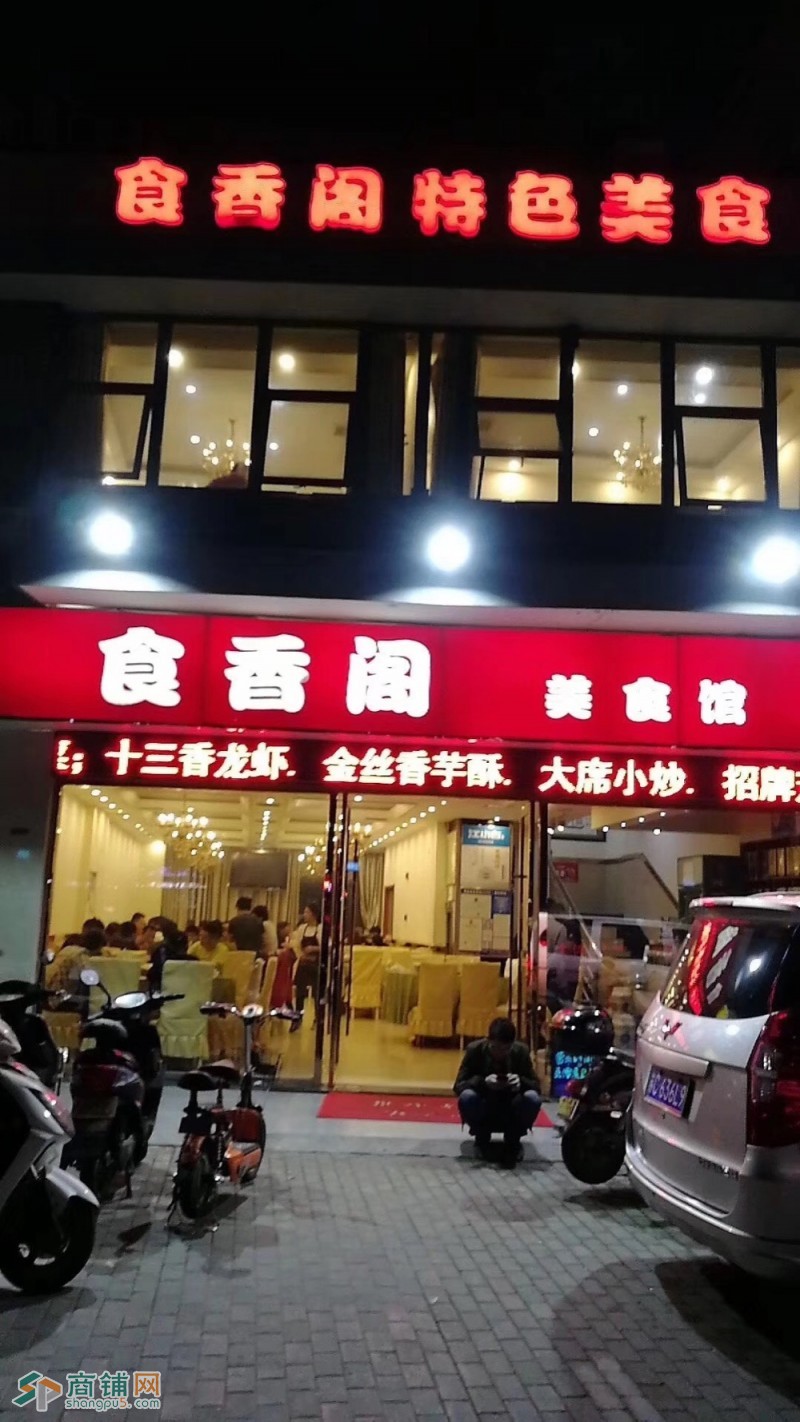 食香阁特色美食
食香阁 美食馆
十三香龙虾. 金丝香芋酥. 大席小炒. 招牌
商铺网
shangpu5.com